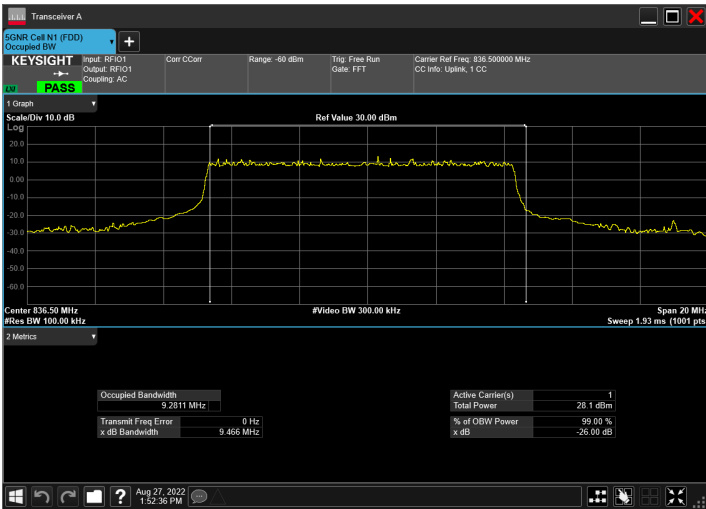 Transceiver A
5GNR Cell N1 (FDD)
Occupied BW
+
KEYSIGHT
Input: RFIO1
Output: RFIO1
Coupling: AC
Corr CCorr
Range: -60 dBm
Trig: Free Run
Gate: FFT
Carrier Ref Freq: 836.500000 MHz
CC Info: Uplink, 1 CC
LXI
PASS
1 Graph
Scale/Div 10.0 dB
Ref Value 30.00 dBm
Log
20.0
10.0
0.00
-10.0
-20.0
-30.0
-40.0
-50.0
-60.0
Center 836.50 MHz
#Video BW 300.00 kHz
Span 20 MHz
#Res BW 100.00 kHz
Sweep 1.93 ms (1001 pts
2 Metrics
Occupied Bandwidth
9.2811 MHz
Transmit Freq Error 0 Hz
x dB Bandwidth 9.466 MHz
Active Carrier(s) 1
Total Power 28.1 dBm
% of OBW Power 99.00 %
x dB -26.00 dB
?
Aug 27, 2022
1:52:36 PM